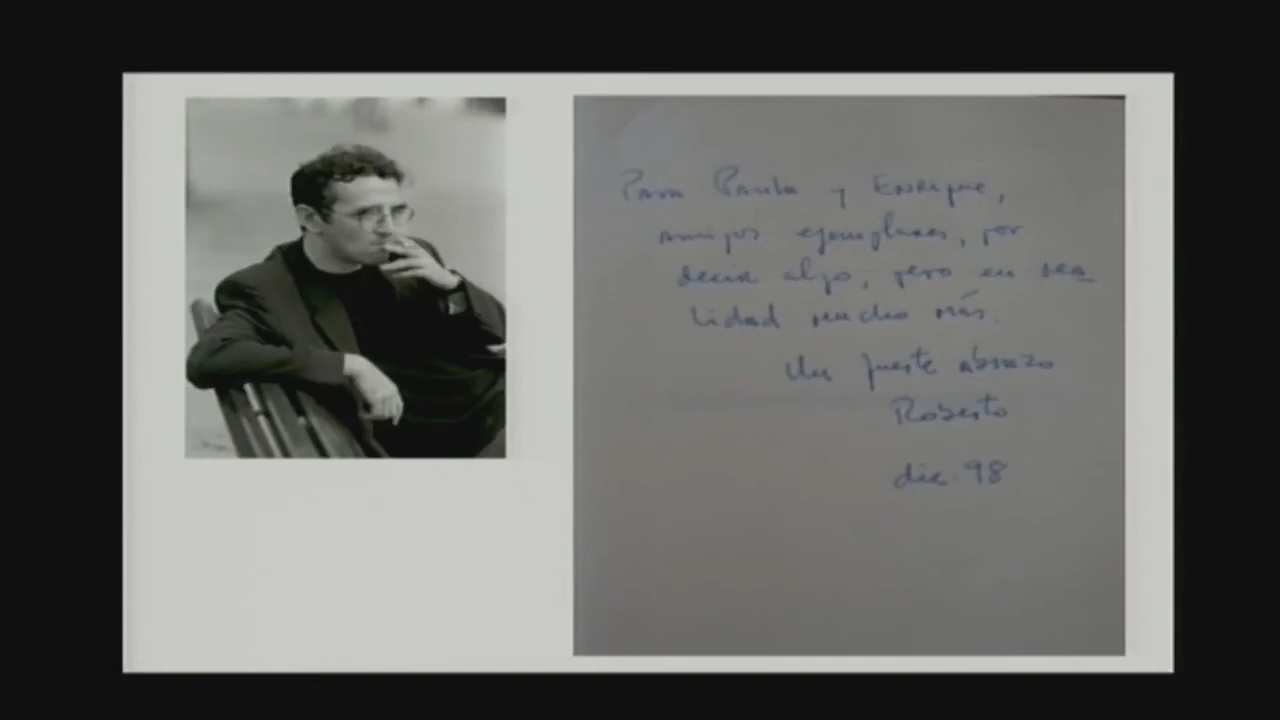 Para Paula y Enrique,
amigos ejemplares, por
decir algo, pero en rea
lidad mucho más.
Un fuerte abrazo
Roberto
dic. 98